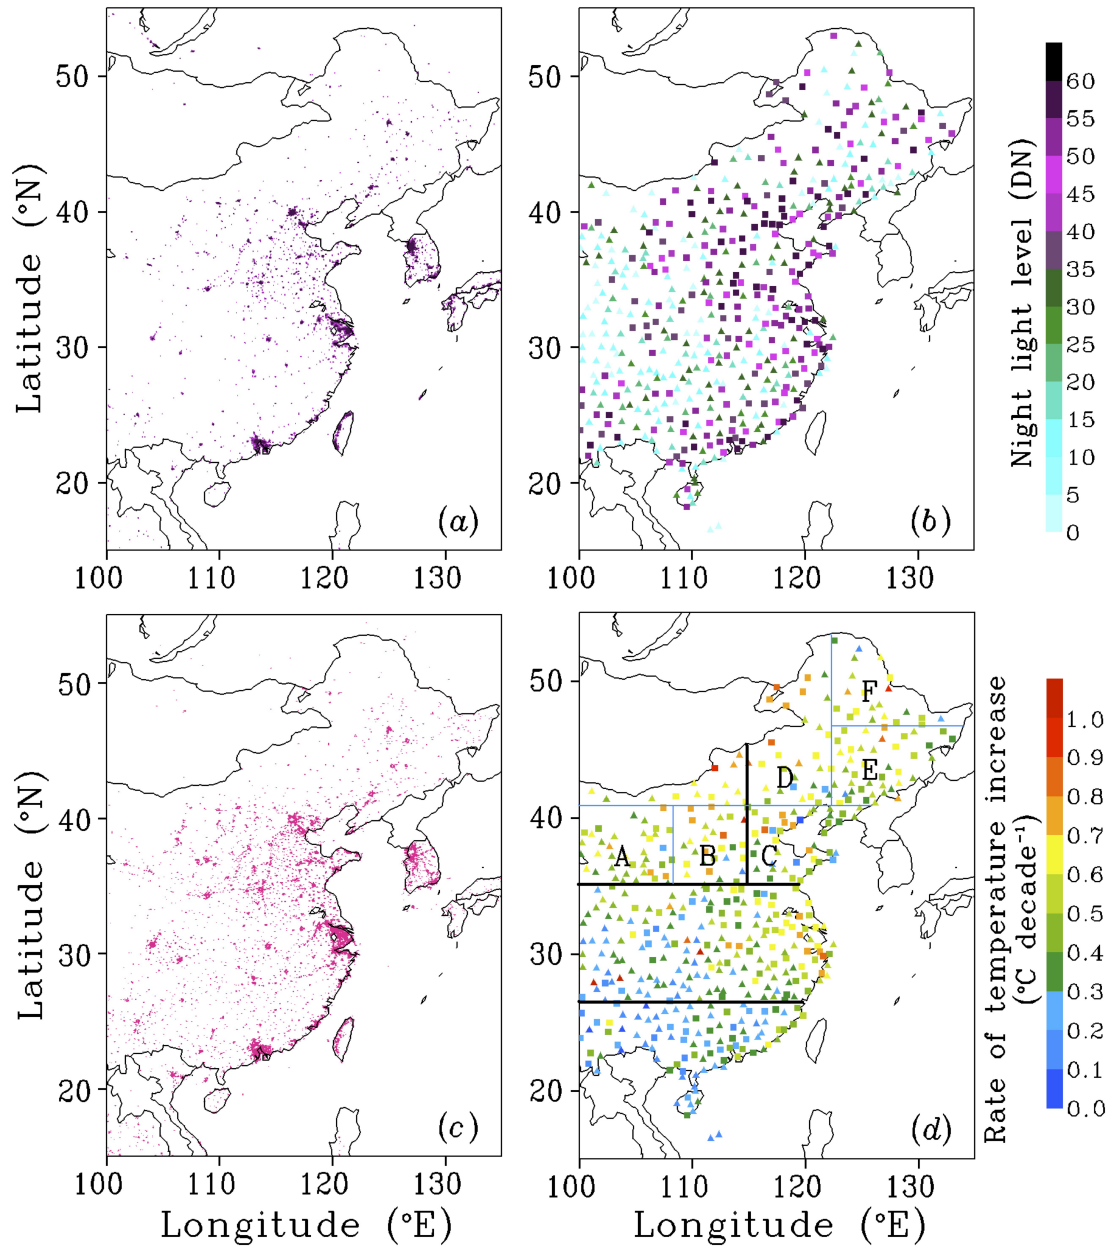 50
40
30
20
Latitude (°N)
(a)
100 110 120 130
(b)
100 110 120 130
60
55
50
45
40
35
30
25
20
15
10
5
0
Night light level (DN)
50
40
30
20
Latitude (°N)
(c)
100 110 120 130
Longitude (°E)
50
40
30
20
F
E
D
A B C
(d)
100 110 120 130
Longitude (°E)
Rate of temperature increase
(°C decade⁻¹)
1.0
0.9
0.8
0.7
0.6
0.5
0.4
0.3
0.2
0.1
0.0